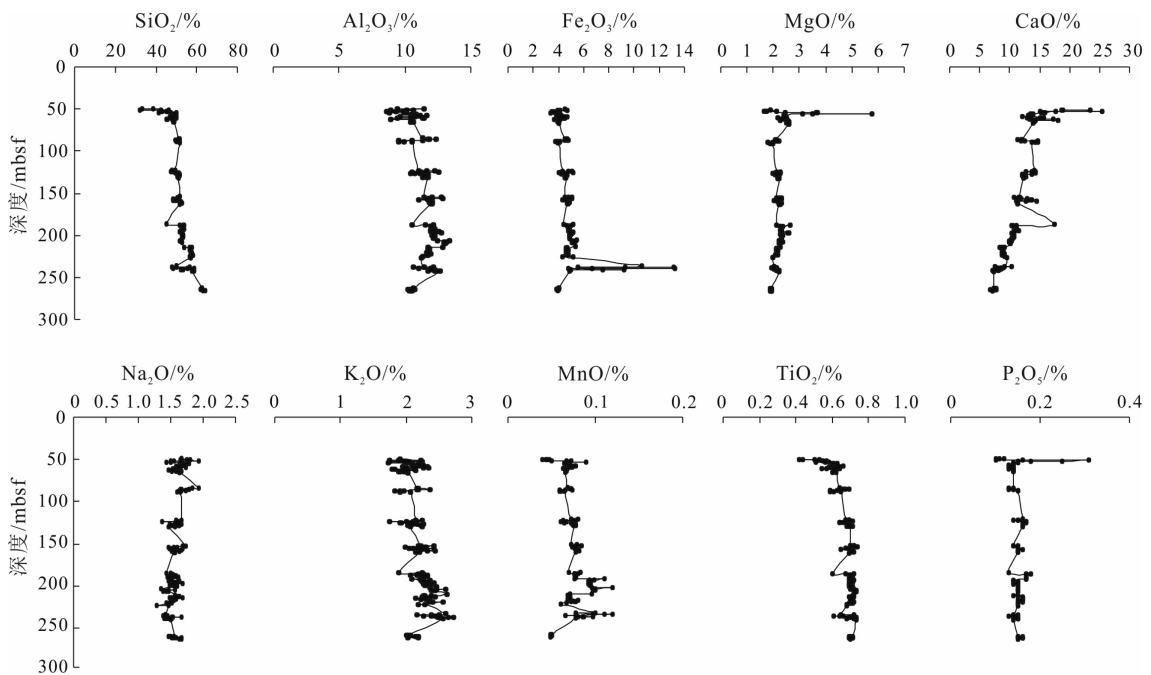 SiO₂/% Al₂O₃/% Fe₂O₃/% MgO/% CaO/%
0 20 40 60 80 0 5 10 15 0 2 4 6 8 10 12 14 0 1 2 3 4 5 6 7 0 5 10 15 20 25 30
0
50
100
150
200
250
300
深度/mbsf
Na₂O/% K₂O/% MnO/% TiO₂/% P₂O₅/%
0 0.5 1.0 1.5 2.0 2.5 0 1 2 3 0 0.1 0.2 0 0.2 0.4 0.6 0.8 1.0 0 0.2 0.4
0
50
100
150
200
250
300
深度/mbsf